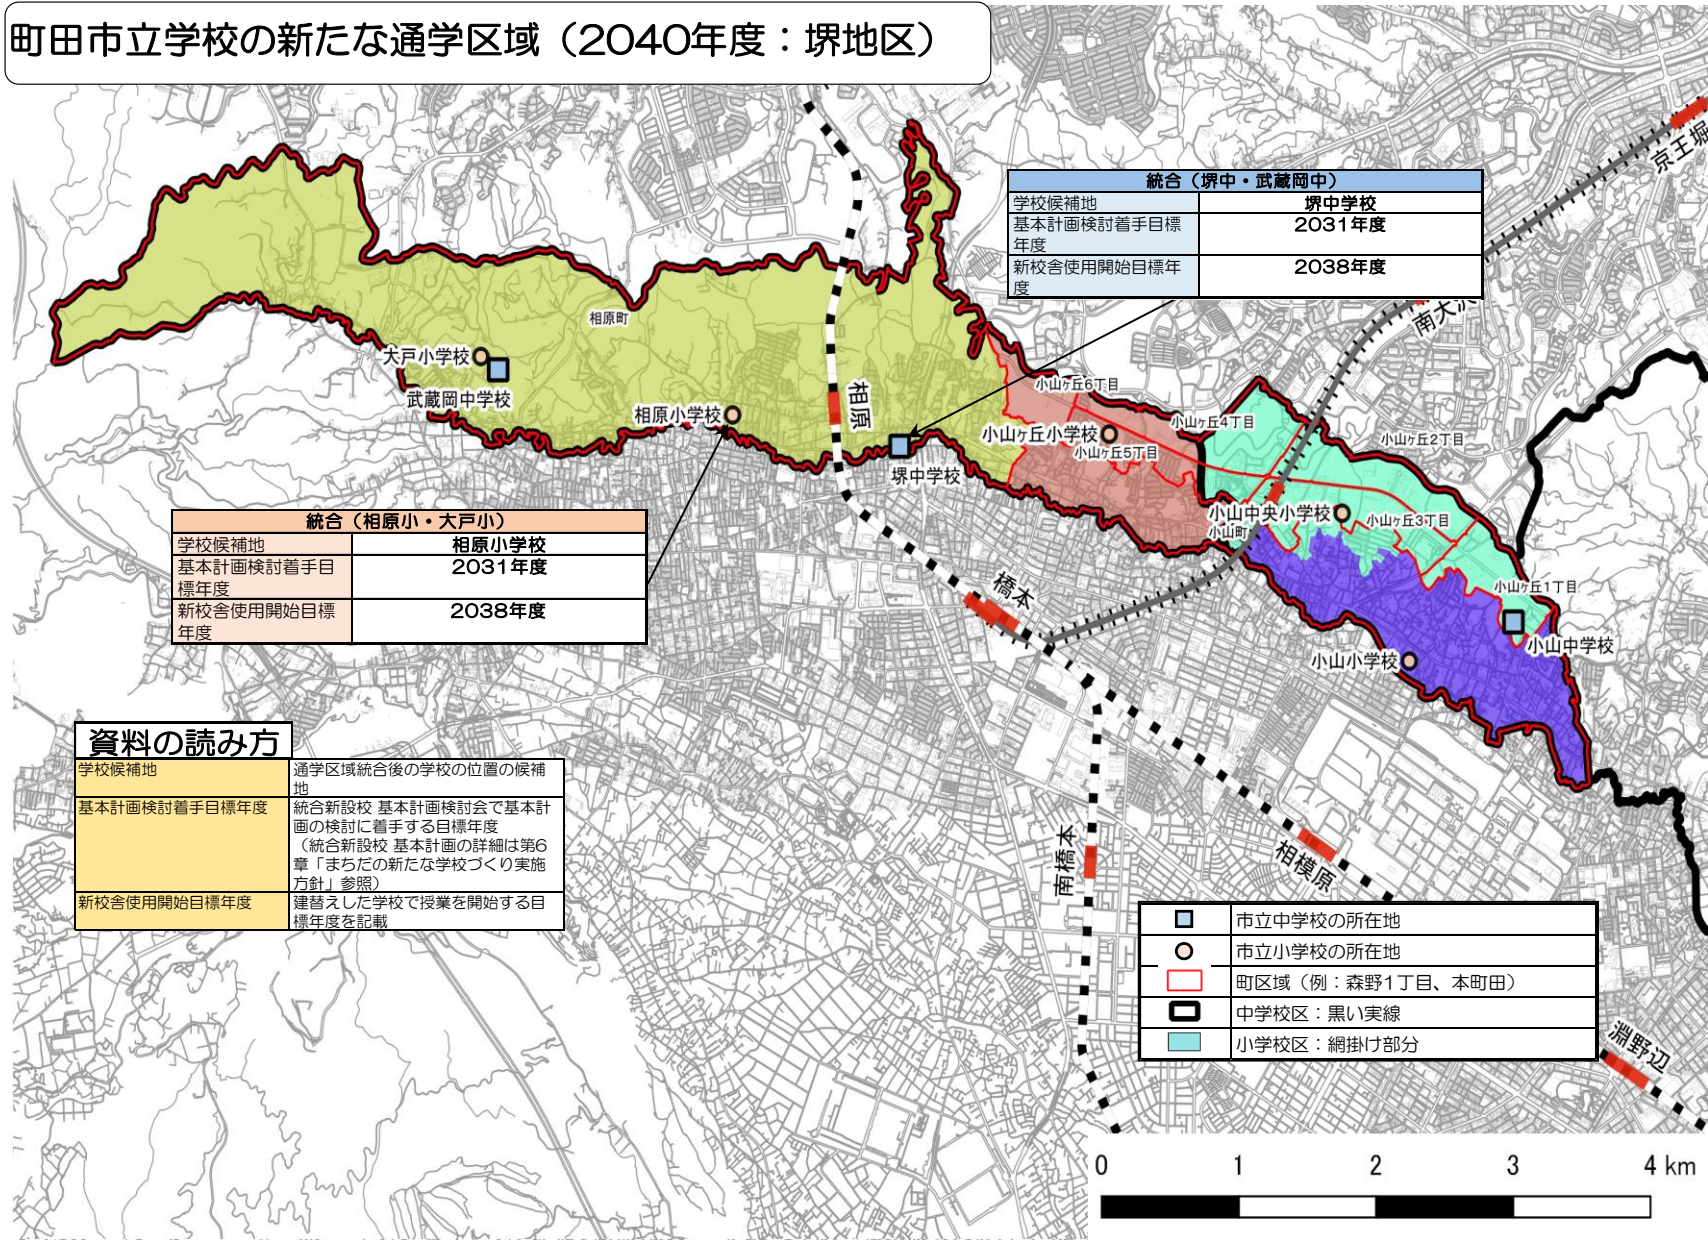 町田市立学校の新たな通学区域（2040年度：堺地区）
統合（堺中・武蔵岡中）
学校候補地
堺中学校
基本計画検討着手目標
年度
2031年度
新校舎使用開始目標年
度
2038年度
相原町
大戸小学校
武蔵岡中学校
相原小学校
相原
堺中学校
小山ヶ丘6丁目
小山ヶ丘小学校
小山ヶ丘5丁目
小山ヶ丘4丁目
小山ヶ丘2丁目
小山中央小学校
小山町
小山ヶ丘3丁目
小山ヶ丘1丁目
小山中学校
小山小学校
南大沢
京王堀
橋本
南橋本
相模原
淵野辺
統合（相原小・大戸小）
学校候補地
相原小学校
基本計画検討着手目
標年度
2031年度
新校舎使用開始目標
年度
2038年度
資料の読み方
学校候補地
通学区域統合後の学校の位置の候補
地
基本計画検討着手目標年度
統合新設校 基本計画検討会で基本計
画の検討に着手する目標年度
（統合新設校 基本計画の詳細は第6
章「まちだの新たな学校づくり実施
方針」参照）
新校舎使用開始目標年度
建替えした学校で授業を開始する目
標年度を記載
市立中学校の所在地
市立小学校の所在地
町区域（例：森野1丁目、本町田）
中学校区：黒い実線
小学校区：網掛け部分
0 1 2 3 4 km